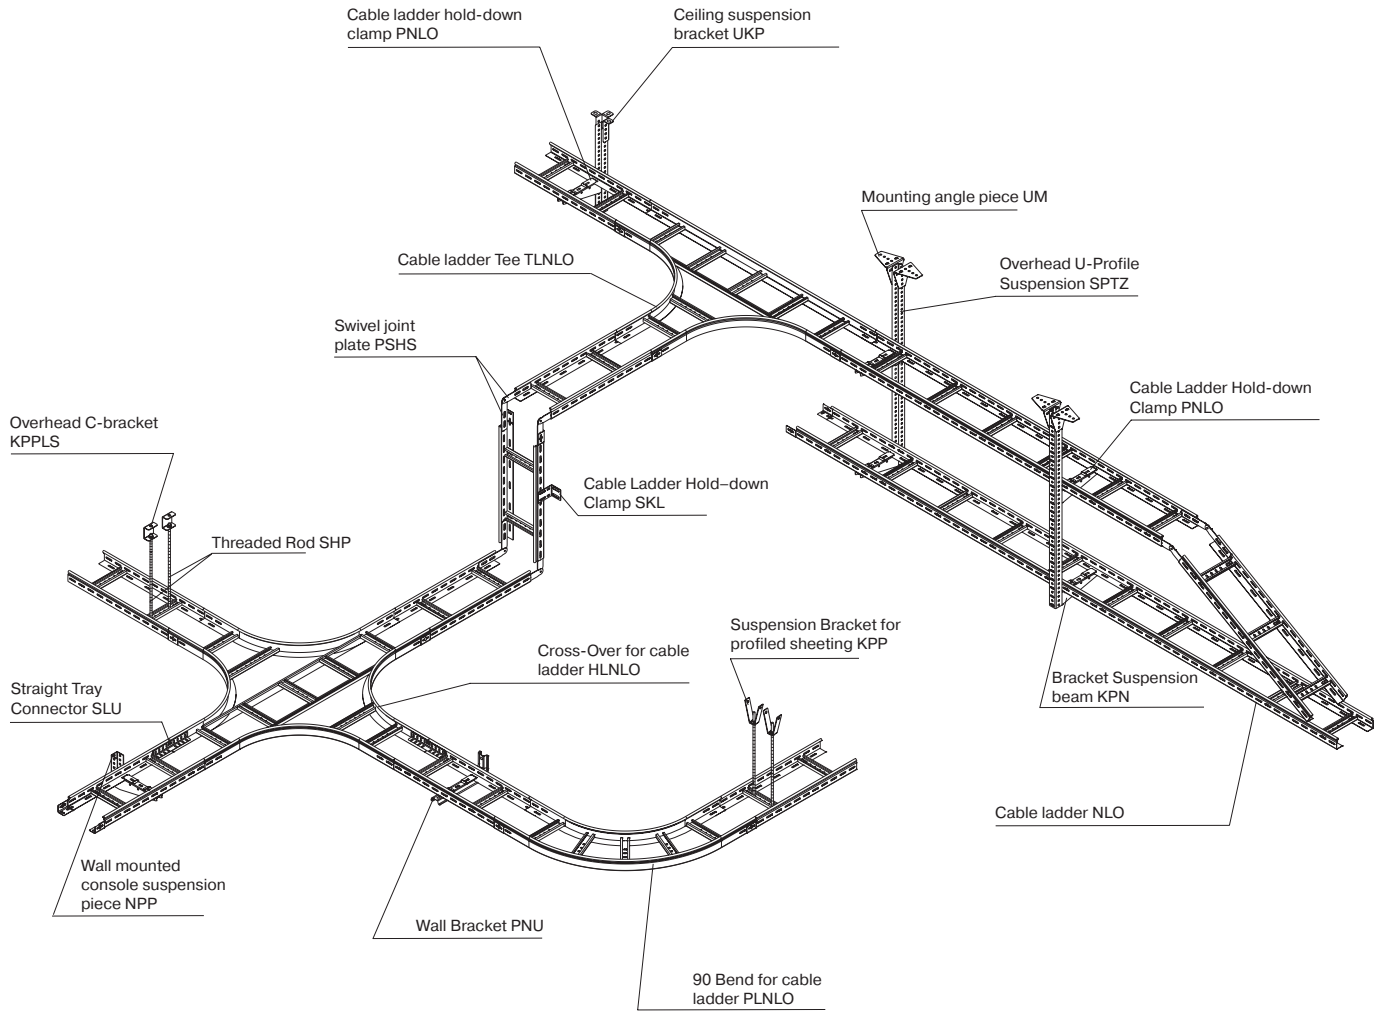 Cable ladder hold-down
clamp PNLO
Ceiling suspension
bracket UKP
Mounting angle piece UM
Cable ladder Tee TLNLO
Overhead U-Profile
Suspension SPTZ
Swivel joint
plate PSHS
Cable Ladder Hold-down
Clamp PNLO
Overhead C-bracket
KPPLS
Cable Ladder Hold–down
Clamp SKL
Threaded Rod SHP
Suspension Bracket for
profiled sheeting KPP
Cross-Over for cable
ladder HLNLO
Bracket Suspension
beam KPN
Straight Tray
Connector SLU
Cable ladder NLO
Wall mounted
console suspension
piece NPP
Wall Bracket PNU
90 Bend for cable
ladder PLNLO